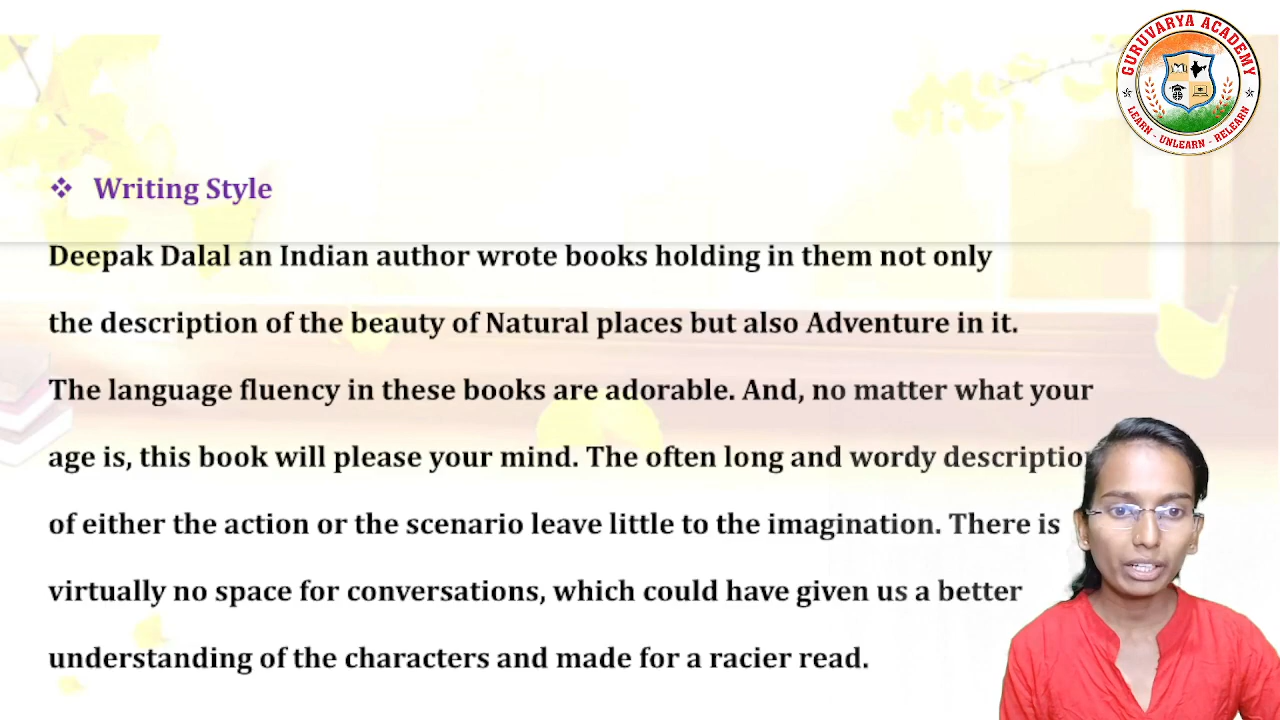 GURUVARYA ACADEMY
LEARN - UNLEARN - RELEARN
Writing Style
Deepak Dalal an Indian author wrote books holding in them not only
the description of the beauty of Natural places but also Adventure in it.
The language fluency in these books are adorable. And, no matter what your
age is, this book will please your mind. The often long and wordy descriptio
of either the action or the scenario leave little to the imagination. There is
virtually no space for conversations, which could have given us a better
understanding of the characters and made for a racier read.